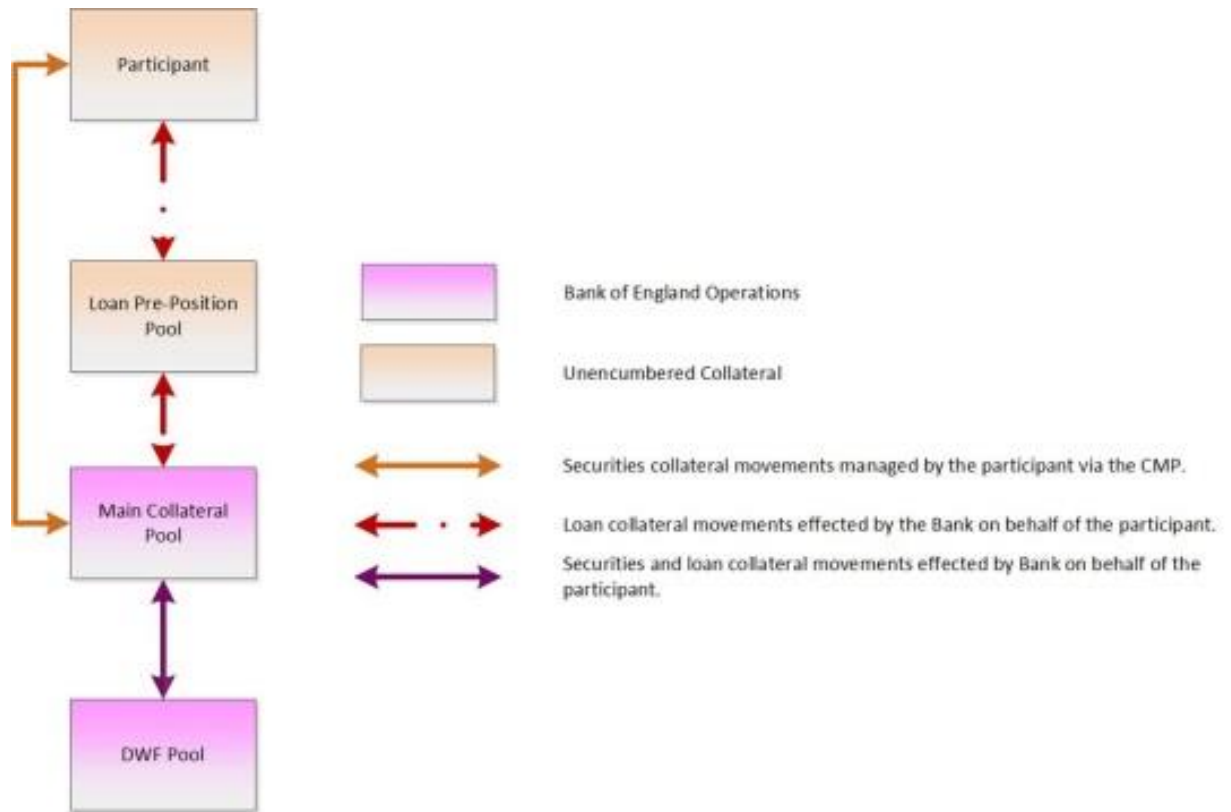 Participant
Loan Pre-Position
Pool
Main Collateral
Pool
DWF Pool
Bank of England Operations
Unencumbered Collateral
Securities collateral movements managed by the participant via the CMP.
Loan collateral movements effected by the Bank on behalf of the participant.
Securities and loan collateral movements effected by Bank on behalf of the
participant.